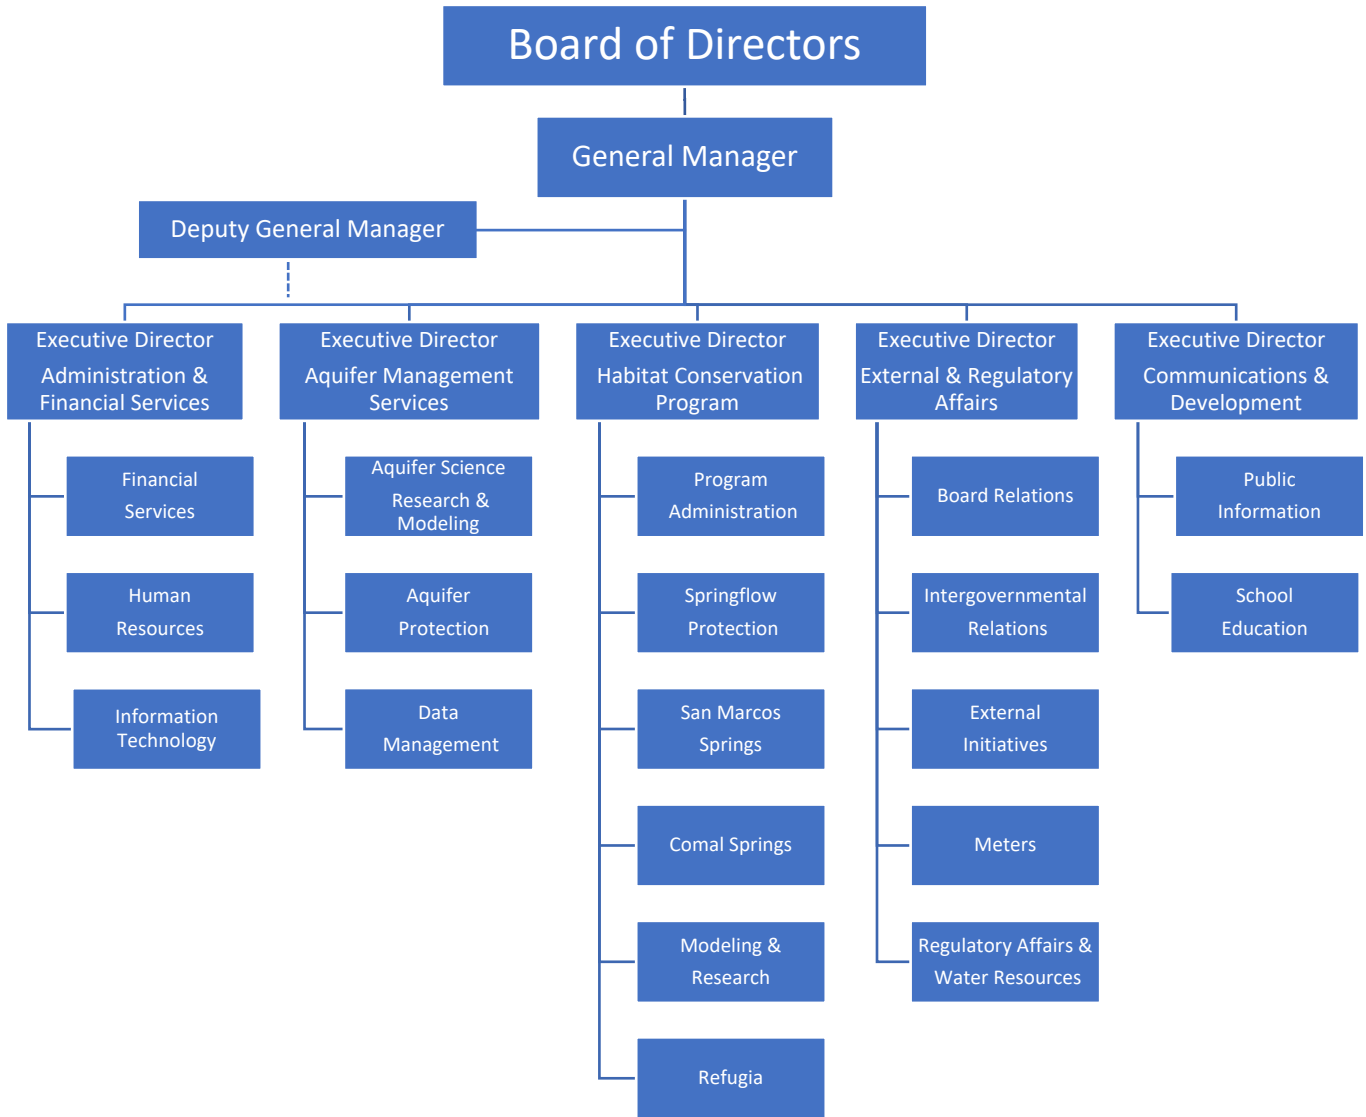 Board of Directors
General Manager
Deputy General Manager
Executive Director
Administration &
Financial Services
Executive Director
Aquifer Management
Services
Executive Director
Habitat Conservation
Program
Executive Director
External & Regulatory
Affairs
Executive Director
Communications &
Development
Financial
Services
Human
Resources
Information
Technology
Aquifer Science
Research &
Modeling
Aquifer
Protection
Data
Management
Program
Administration
Springflow
Protection
San Marcos
Springs
Comal Springs
Modeling &
Research
Refugia
Board Relations
Intergovernmental
Relations
External
Initiatives
Meters
Regulatory Affairs &
Water Resources
Public
Information
School
Education